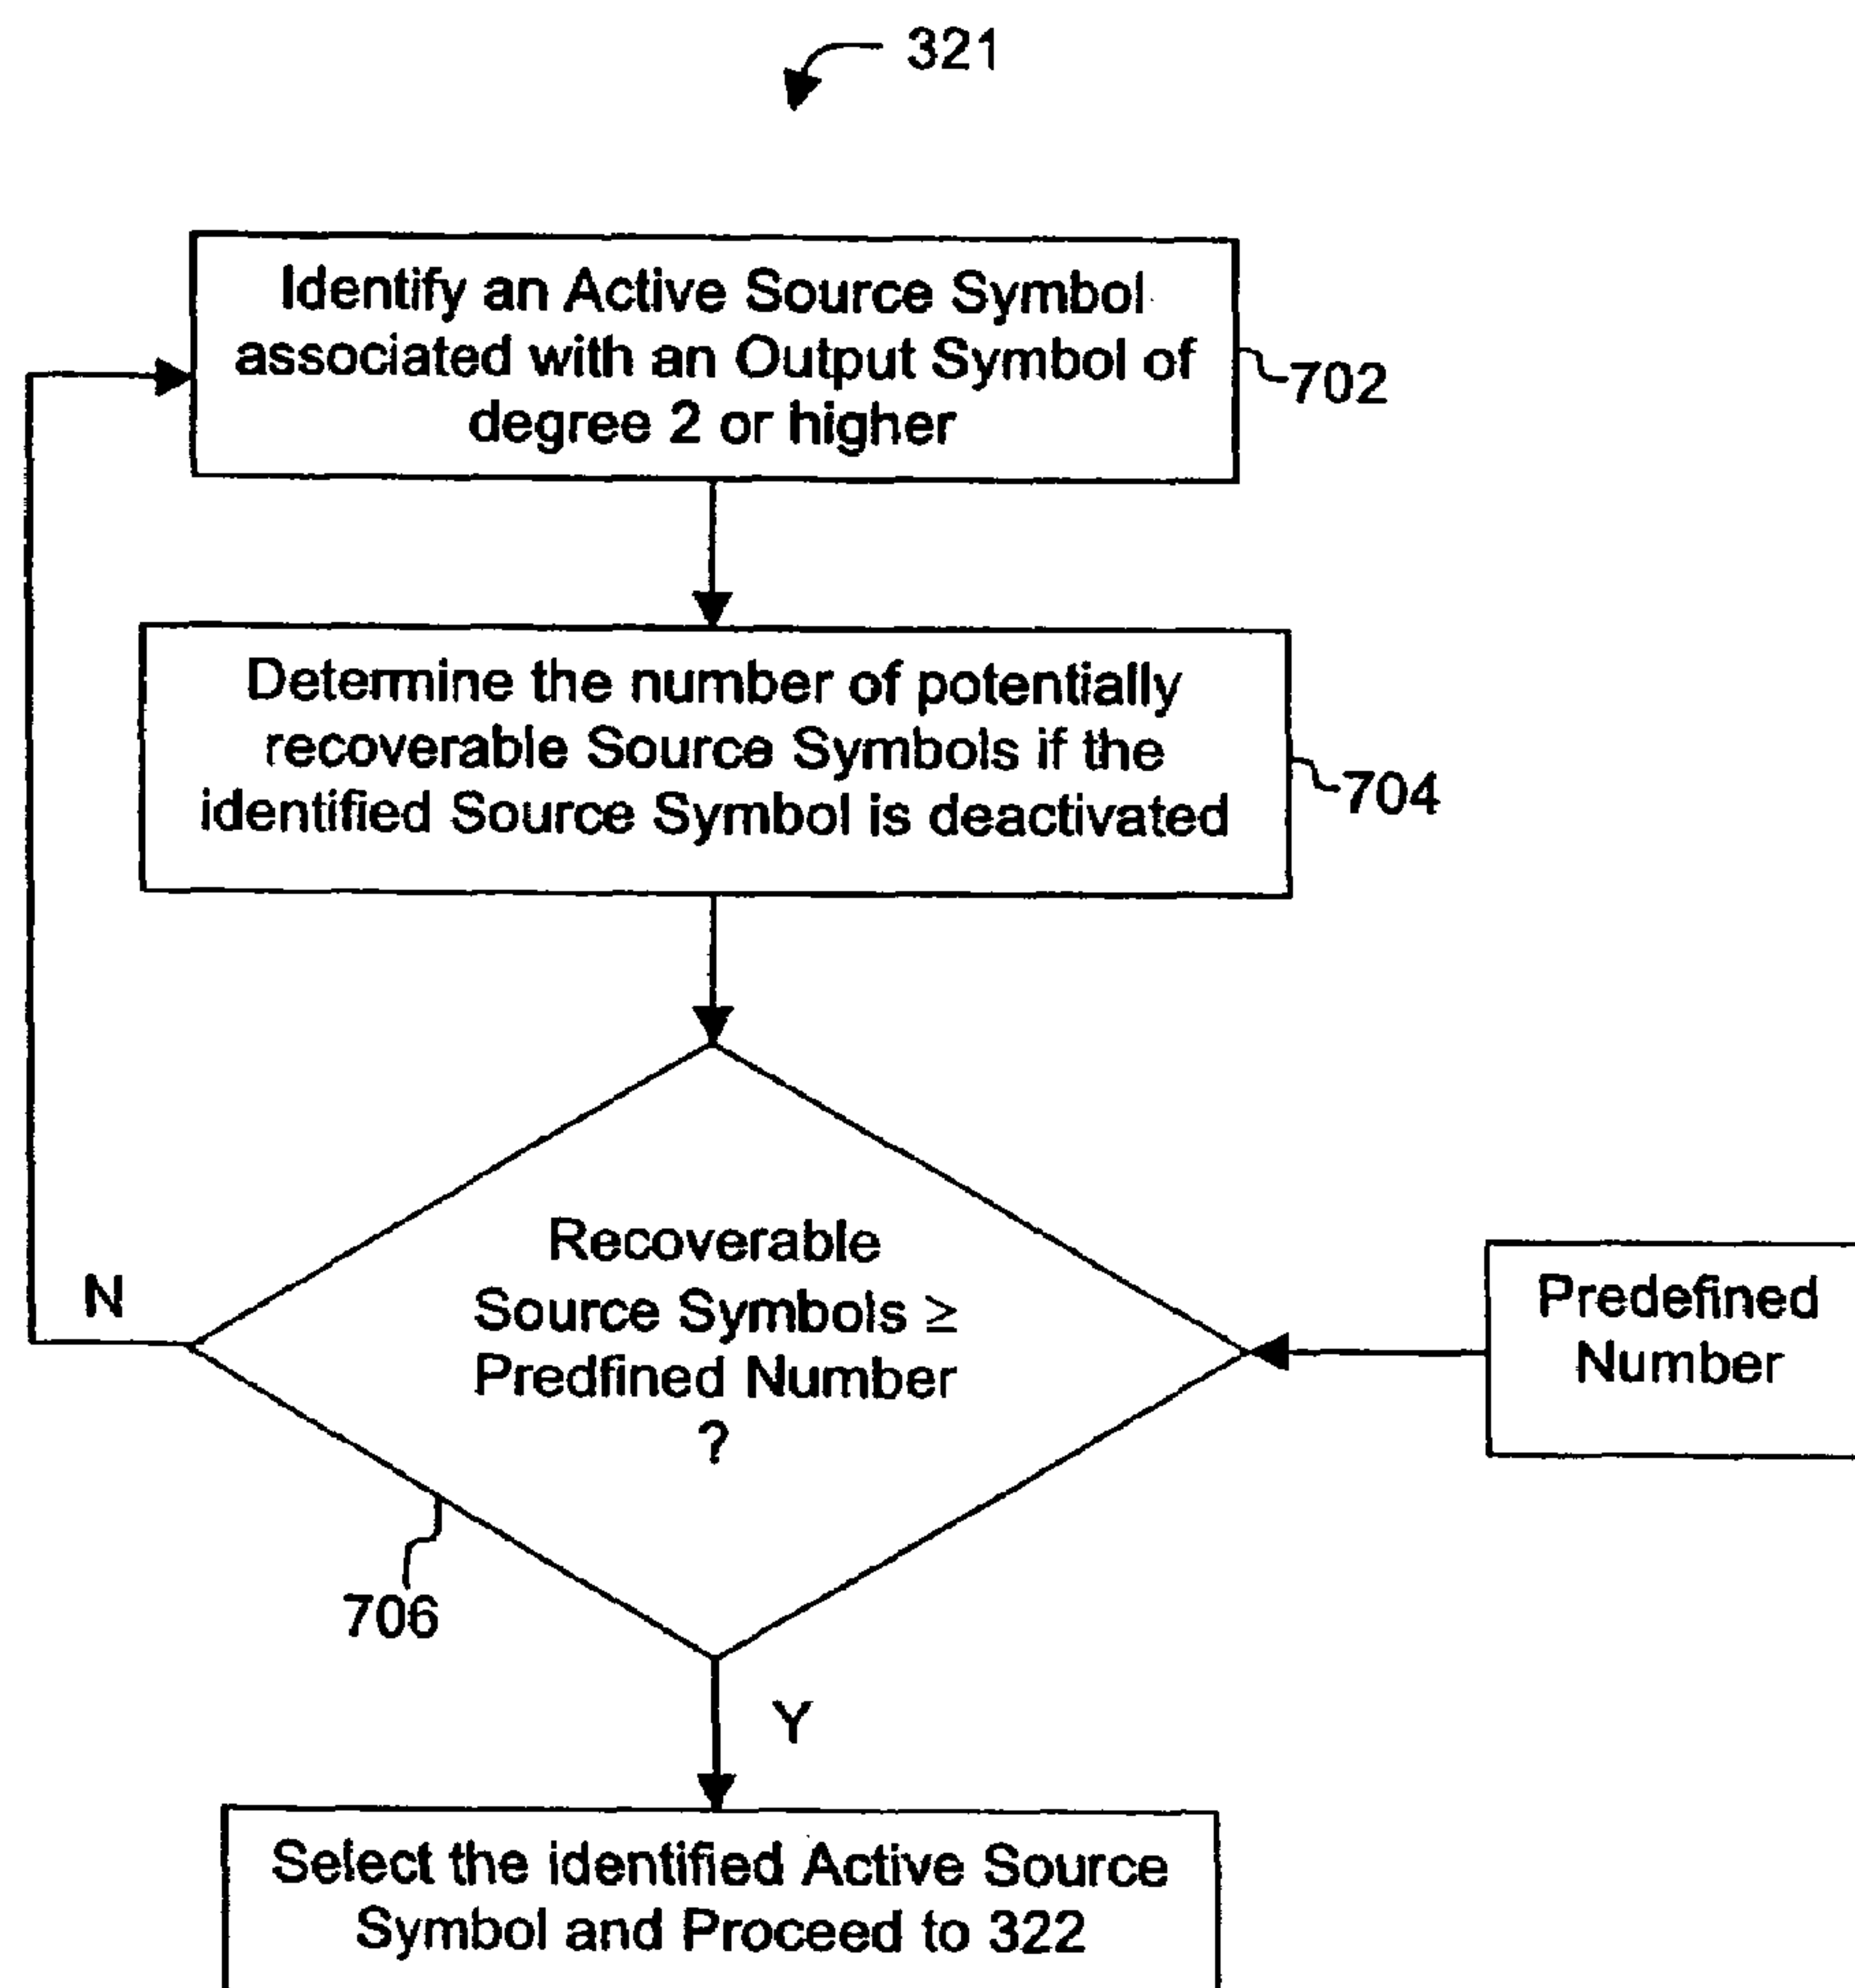 321
Identify an Active Source Symbol
associated with an Output Symbol of
degree 2 or higher
702
Determine the number of potentially
recoverable Source Symbols if the
identified Source Symbol is deactivated
704
Recoverable
Source Symbols ≥
Predfined Number
?
N
Predefined
Number
706
Y
Select the identified Active Source
Symbol and Proceed to 322